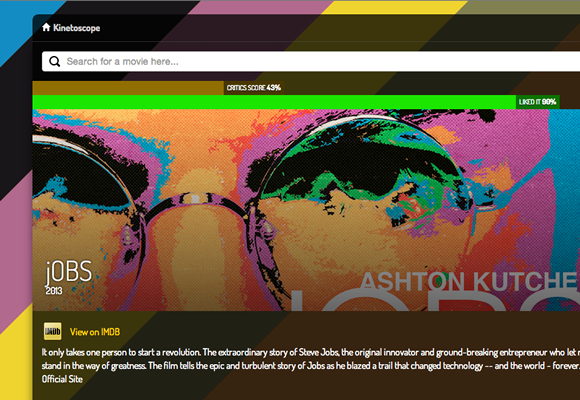 Kinetoscope
Search for a movie here...
CRITICS SCORE 43%
LIKED IT 90%
jOBS
2013
ASHTON KUTCHE
JOBS
IMDb
View on IMDB
It only takes one person to start a revolution. The extraordinary story of Steve Jobs, the original innovator and ground-breaking entrepreneur who let n
stand in the way of greatness. The film tells the epic and turbulent story of Jobs as he blazed a trail that changed technology -- and the world - forever.
Official Site